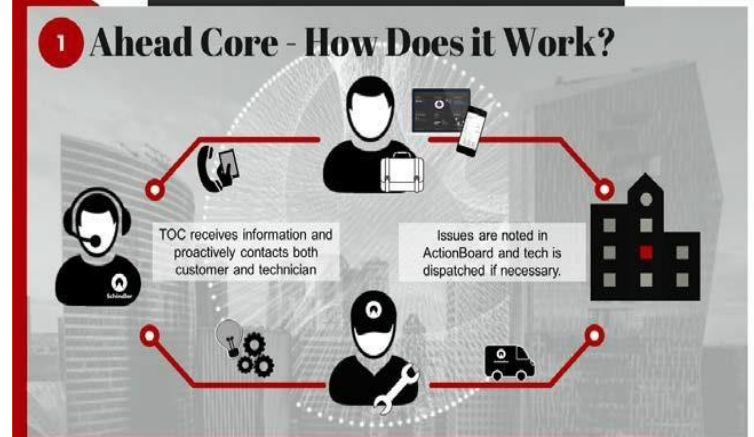 1 Ahead Core - How Does it Work?
TOC receives information and
proactively contacts both
customer and technician
Issues are noted in
ActionBoard and tech is
dispatched if necessary.
Schindler